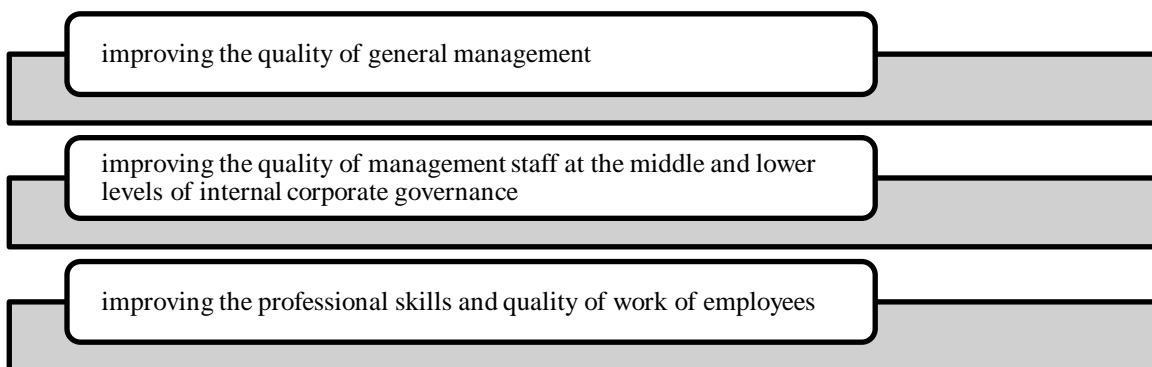 improving the quality of general management
improving the quality of management staff at the middle and lower
levels of internal corporate governance
improving the professional skills and quality of work of employees